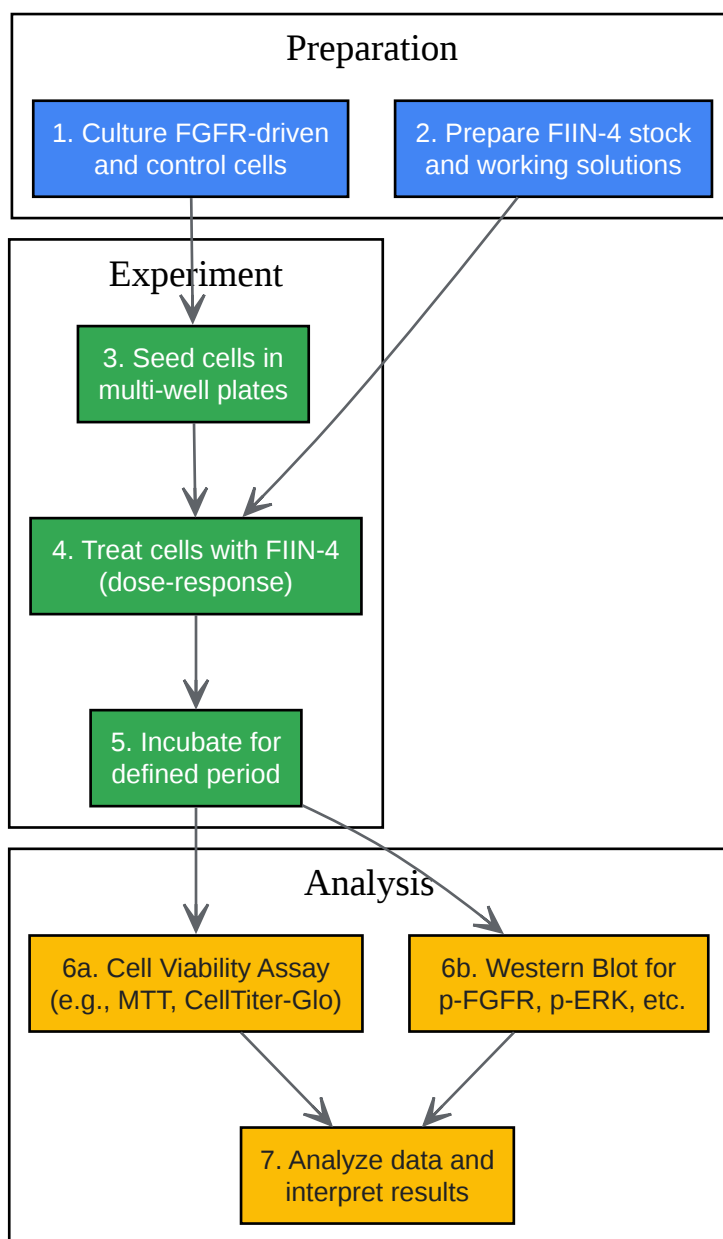 Preparation
1. Culture FGFR-driven
and control cells
2. Prepare FIIN-4 stock
and working solutions
Experiment
3. Seed cells in
multi-well plates
4. Treat cells with FIIN-4
(dose-response)
5. Incubate for
defined period
Analysis
6a. Cell Viability Assay
(e.g., MTT, CellTiter-Glo)
6b. Western Blot for
p-FGFR, p-ERK, etc.
7. Analyze data and
interpret results